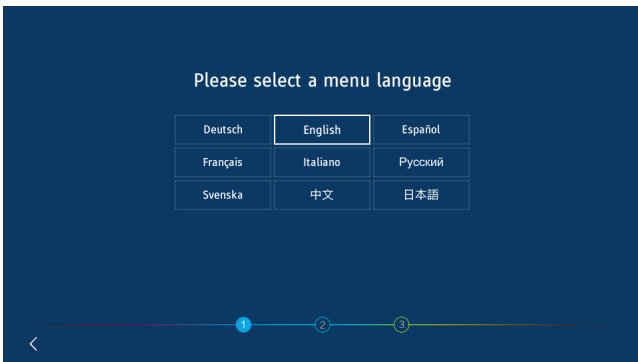 Please select a menu language
Deutsch English Español
Français Italiano Русский
Svenska 中文 日本語
1 2 3